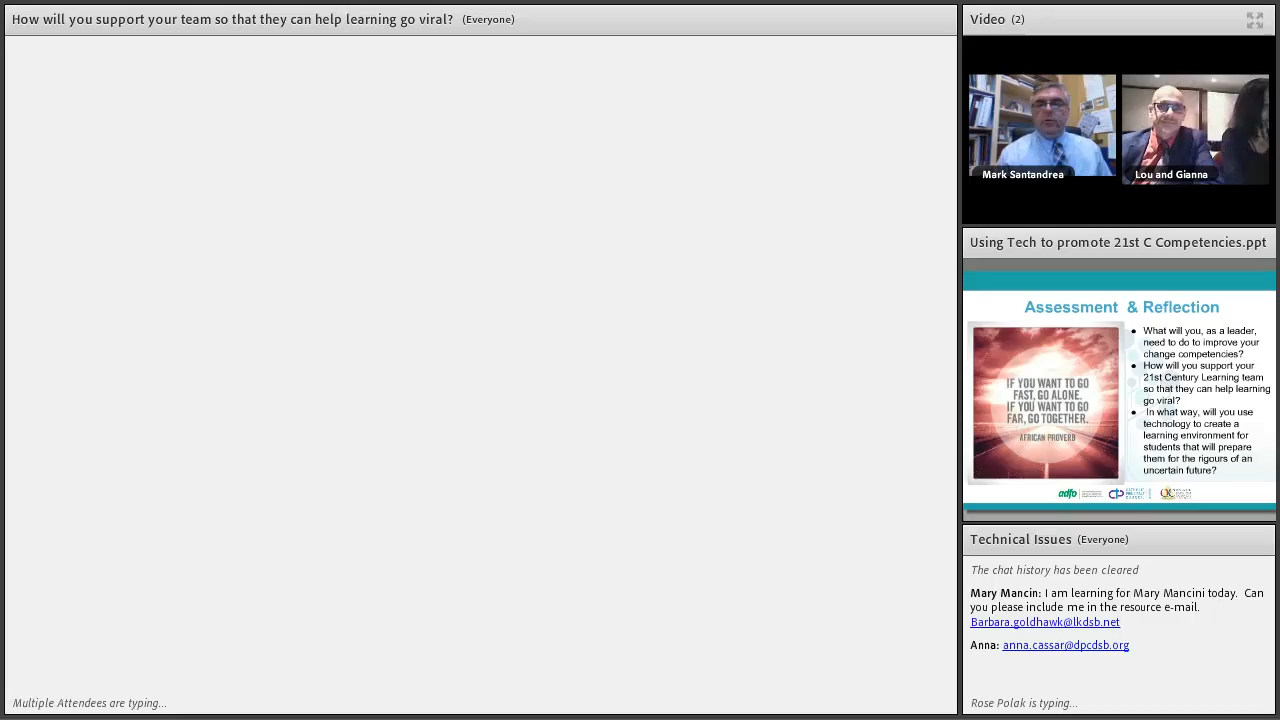 How will you support your team so that they can help learning go viral? (Everyone)
Multiple Attendees are typing...
Video (2)
Mark Santandrea
Lou and Gianna
Using Tech to promote 21st C Competencies.ppt
Assessment & Reflection
IF YOU WANT TO GO
FAST, GO ALONE.
IF YOU WANT TO GO
FAR, GO TOGETHER.
AFRICAN PROVERB
● What will you, as a leader,
need to do to improve your
change competencies?
● How will you support your
21st Century Learning team
so that they can help learning
go viral?
● In what way, will you use
technology to create a
learning environment for
students that will prepare
them for the rigours of an
uncertain future?
adfo
Technical Issues (Everyone)
The chat history has been cleared
Mary Mancin: I am learning for Mary Mancini today. Can
you please include me in the resource e-mail.
Barbara.goldhawk@lkdsb.net
Anna: anna.cassar@dpcdsb.org
Rose Polak is typing...